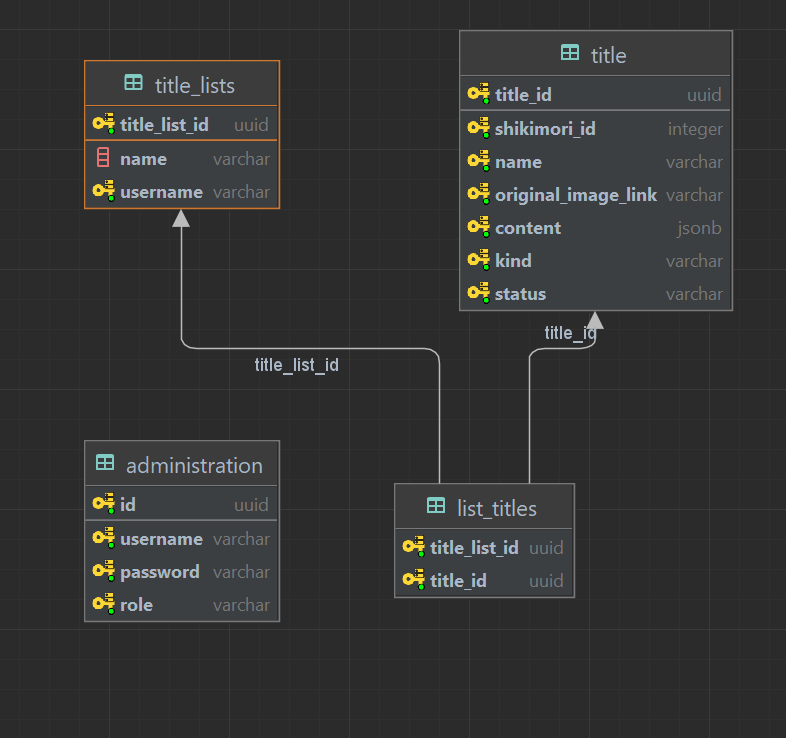 title_lists
title_list_id uuid
name varchar
username varchar
title
title_id uuid
shikimori_id integer
name varchar
original_image_link varchar
content jsonb
kind varchar
status varchar
title_id
title_list_id
administration
id uuid
username varchar
password varchar
role varchar
list_titles
title_list_id uuid
title_id uuid